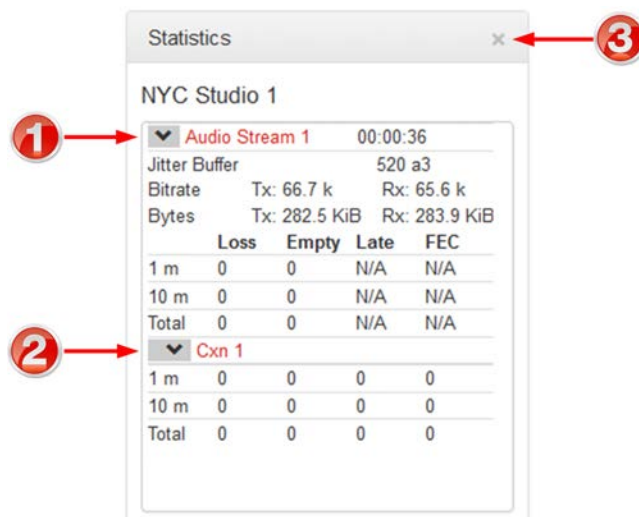 Statistics
3
NYC Studio 1
1
Audio Stream 1 00:00:36
Jitter Buffer 520 a3
Bitrate Tx: 66.7 k Rx: 65.6 k
Bytes Tx: 282.5 KiB Rx: 283.9 KiB
Loss Empty Late FEC
1 m 0 0 N/A N/A
10 m 0 0 N/A N/A
Total 0 0 N/A N/A
2
Cxn 1
1 m 0 0 0 0
10 m 0 0 0 0
Total 0 0 0 0